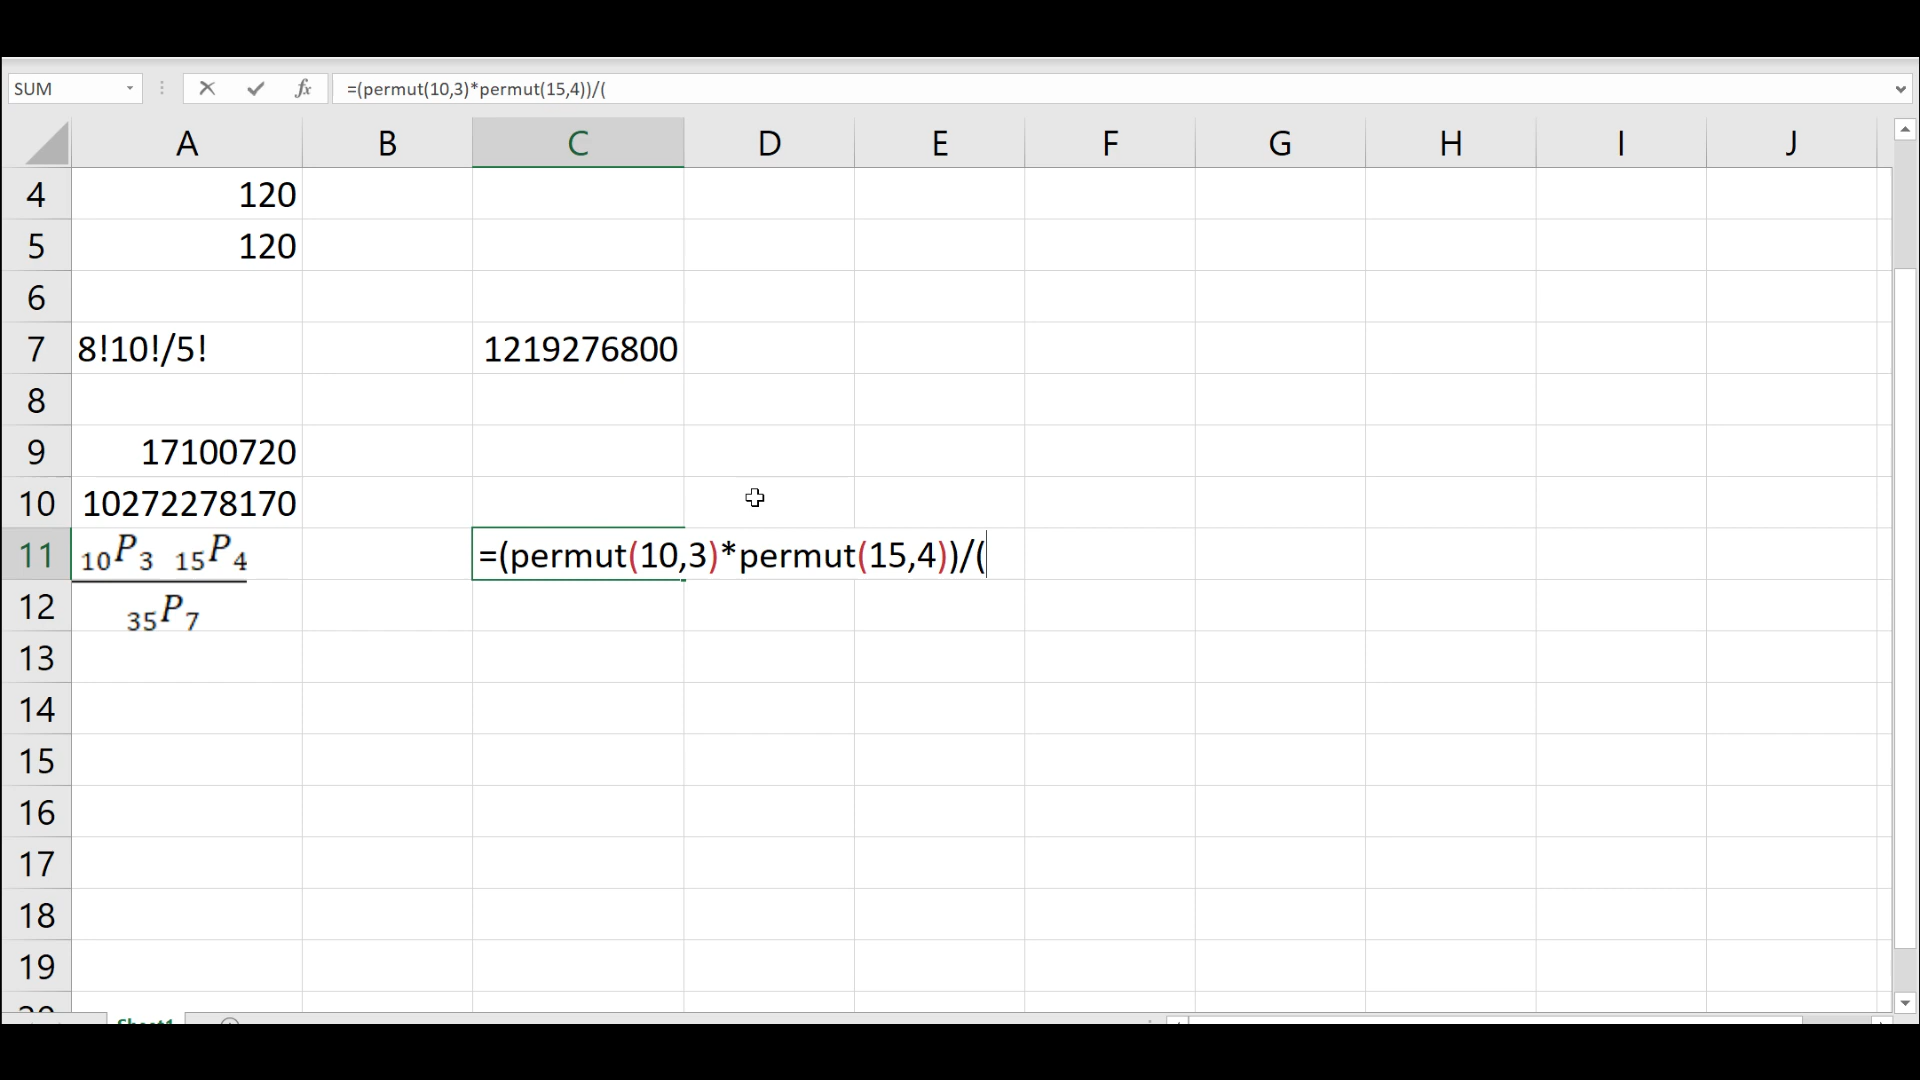 SUM fx =(permut(10,3)*permut(15,4))/(
A B C D E F G H I J
4 120
5 120
6
7 8!10!/5! 1219276800
8
9 17100720
10 10272278170
11 10P3 15P4 =(permut(10,3)*permut(15,4))/(
12 35P7
13
14
15
16
17
18
19
20
Sheet1